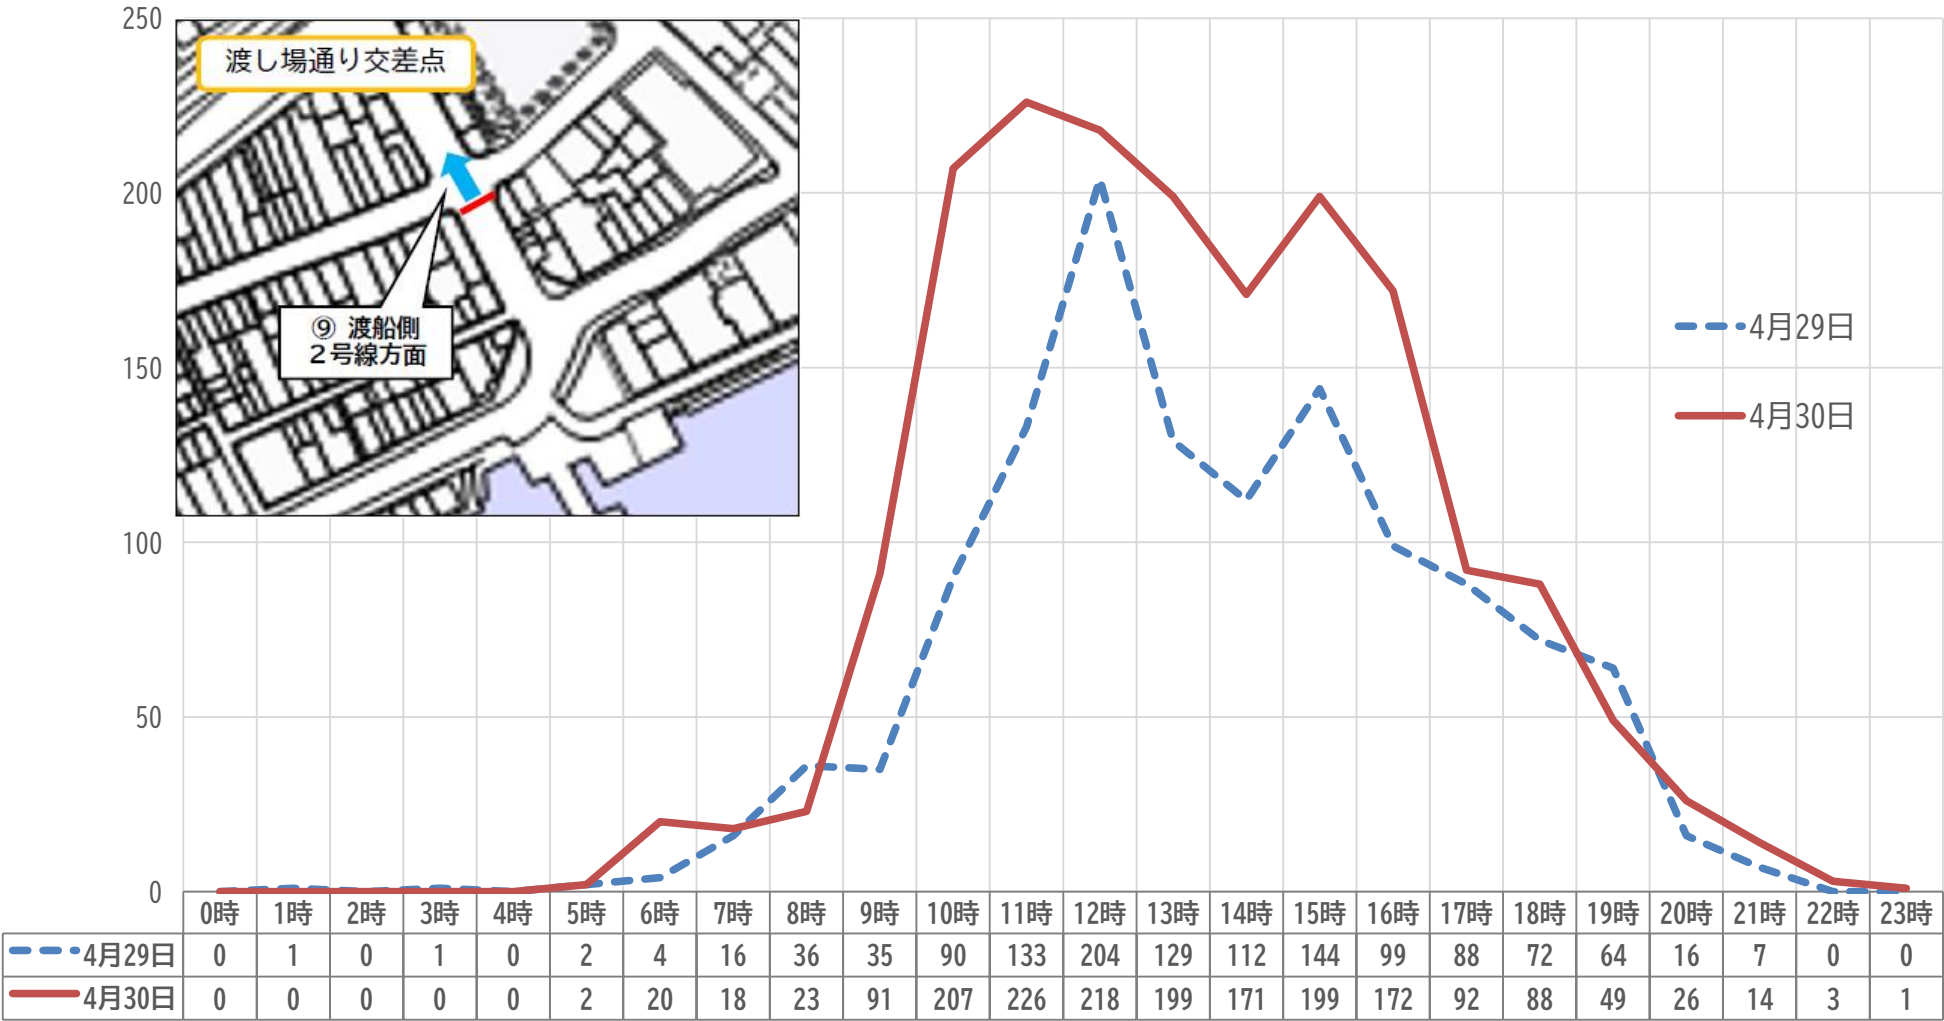 250
200
150
100
50
0
渡し場通り交差点
⑨ 渡船側
２号線方面
4月29日
4月30日
0時 1時 2時 3時 4時 5時 6時 7時 8時 9時 10時 11時 12時 13時 14時 15時 16時 17時 18時 19時 20時 21時 22時 23時
4月29日 0 1 0 1 0 2 4 16 36 35 90 133 204 129 112 144 99 88 72 64 16 7 0 0
4月30日 0 0 0 0 0 2 20 18 23 91 207 226 218 199 171 199 172 92 88 49 26 14 3 1